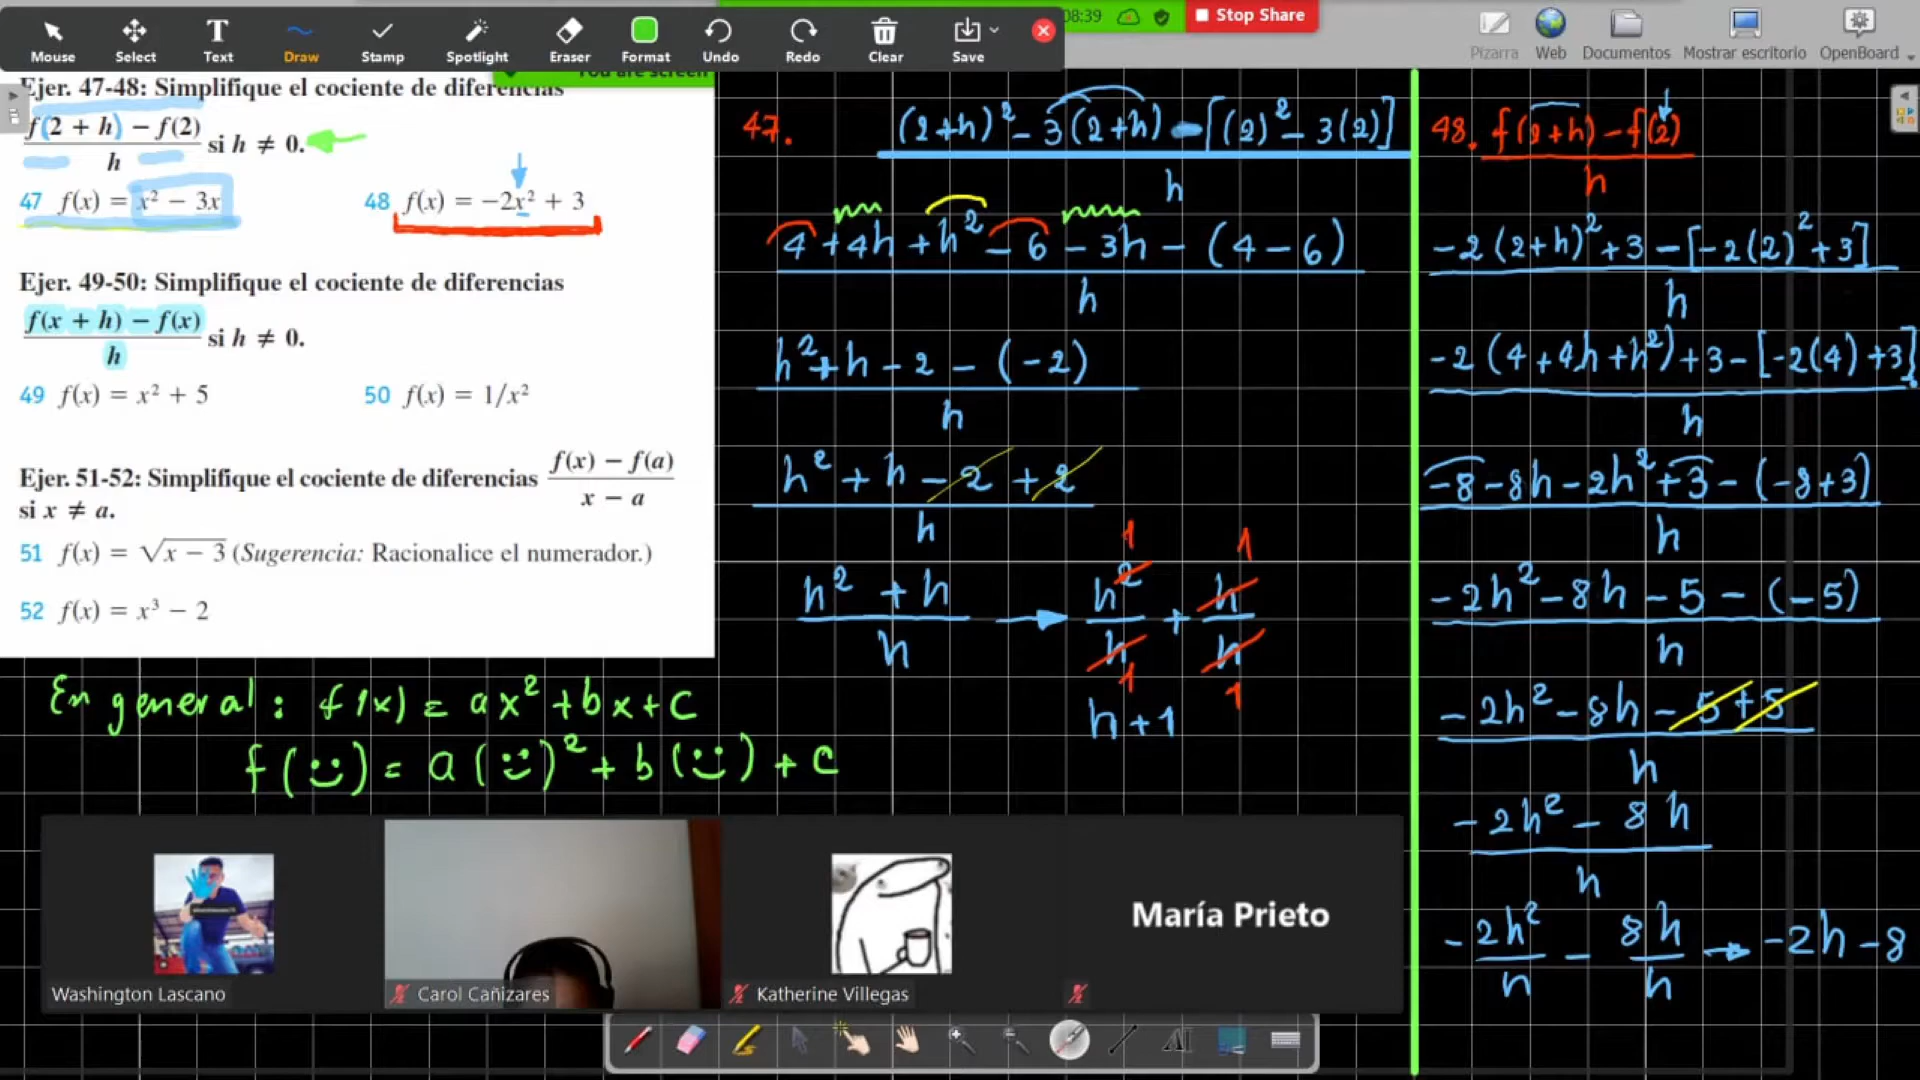 Mouse Select Text Draw Stamp Spotlight Eraser Format Undo Redo Clear Save
08:39 Stop Share
Pizarra Web Documentos Mostrar escritorio OpenBoard
Ejer. 47-48: Simplifique el cociente de diferencias
f(2 + h) − f(2)
si h ≠ 0.
h
47 f(x) = x² − 3x
48 f(x) = −2x² + 3
Ejer. 49-50: Simplifique el cociente de diferencias
f(x + h) − f(x)
si h ≠ 0.
h
49 f(x) = x² + 5
50 f(x) = 1/x²
Ejer. 51-52: Simplifique el cociente de diferencias f(x) − f(a)
x − a
si x ≠ a.
51 f(x) = √x − 3 (Sugerencia: Racionalice el numerador.)
52 f(x) = x³ − 2
En general: f(x) = ax² + bx + c
f(☺) = a(☺)² + b(☺) + c
47. (2+h)² − 3(2+h) − [(2)² − 3(2)]
h
4 + 4h + h² − 6 − 3h − (4 − 6)
h
h² + h − 2 − (−2)
h
h² + h − 2 + 2
h
h² + h
h
→ h² + h
h h
1 1
1 1
h + 1
48. f(2+h) − f(2)
h
−2(2+h)² + 3 − [−2(2)² + 3]
h
−2(4 + 4h + h²) + 3 − [−2(4) + 3]
h
−8 − 8h − 2h² + 3 − (−8 + 3)
h
−2h² − 8h − 5 − (−5)
h
−2h² − 8h − 5 + 5
h
−2h² − 8h
h
−2h² − 8h → −2h − 8
h h
María Prieto
Washington Lascano
Carol Cañizares
Katherine Villegas